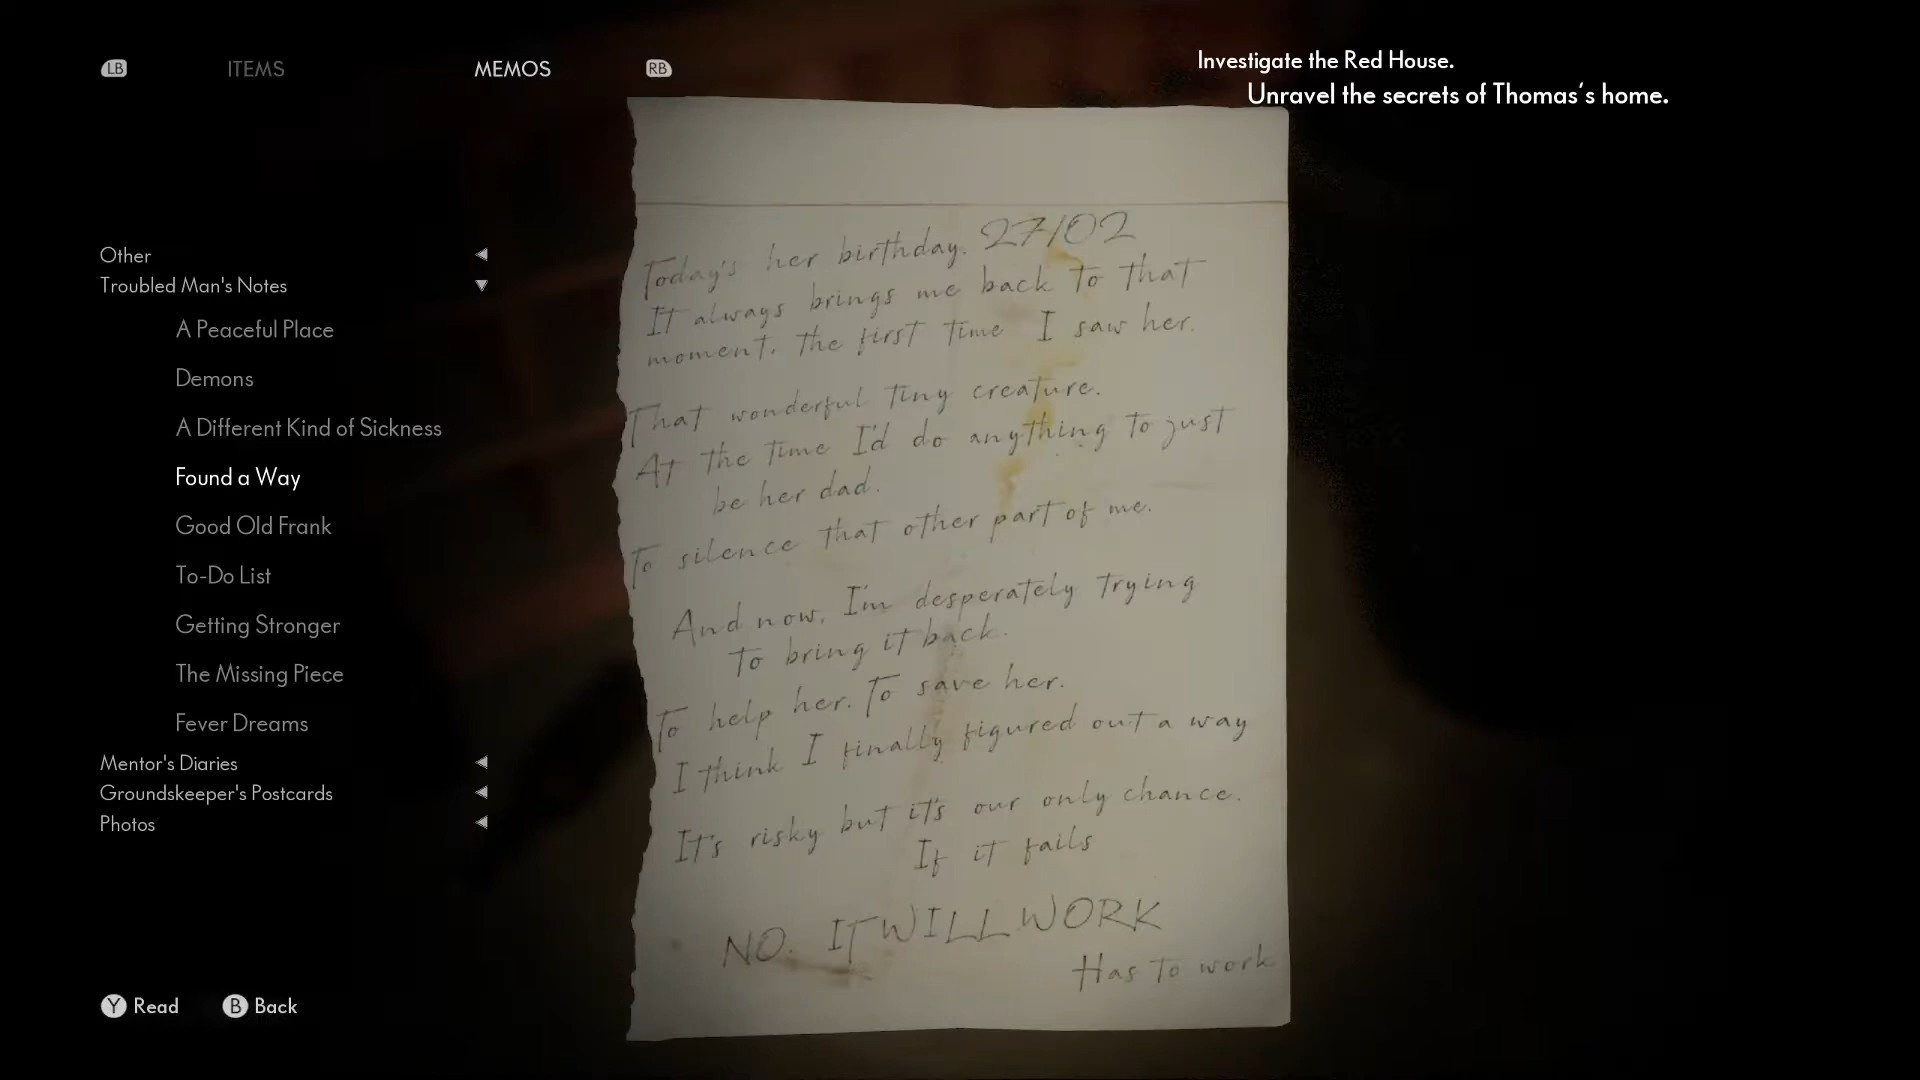 LB
ITEMS
MEMOS
RB
Investigate the Red House.
Unravel the secrets of Thomas's home.
Other
Troubled Man's Notes
A Peaceful Place
Demons
A Different Kind of Sickness
Found a Way
Good Old Frank
To-Do List
Getting Stronger
The Missing Piece
Fever Dreams
Mentor's Diaries
Groundskeeper's Postcards
Photos
Today's her birthday. 27/02
It always brings me back to that
moment. The first time I saw her.
That wonderful tiny creature.
At the time I'd do anything to just
be her dad.
To silence that other part of me.
And now, I'm desperately trying
to bring it back.
To help her. To save her.
I think I finally figured out a way
It's risky but it's our only chance.
If it fails
NO. IT WILL WORK
Has to work
Y Read
B Back